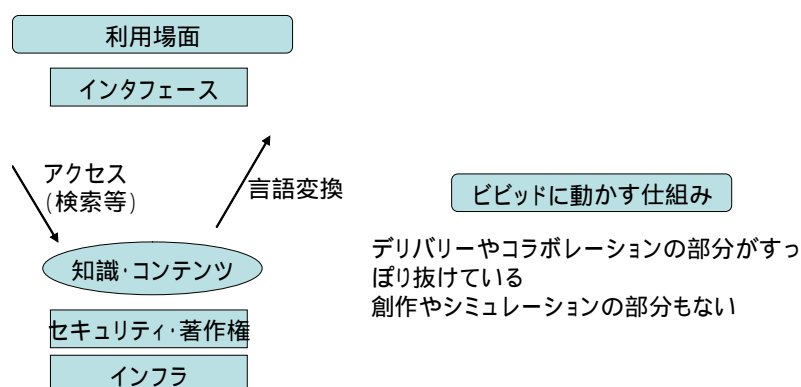 利用場面
インタフェース
アクセス
(検索等)
言語変換
知識・コンテンツ
セキュリティ・著作権
インフラ
ビビッドに動かす仕組み
デリバリーやコラボレーションの部分がすっ
ぽり抜けている
創作やシミュレーションの部分もない